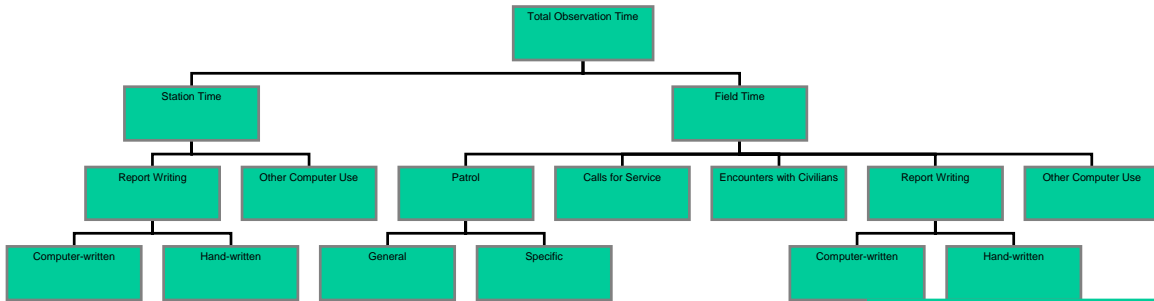 Total Observation Time
Station Time
Field Time
Report Writing
Other Computer Use
Patrol
Calls for Service
Encounters with Civilians
Report Writing
Other Computer Use
Computer-written
Hand-written
General
Specific
Computer-written
Hand-written